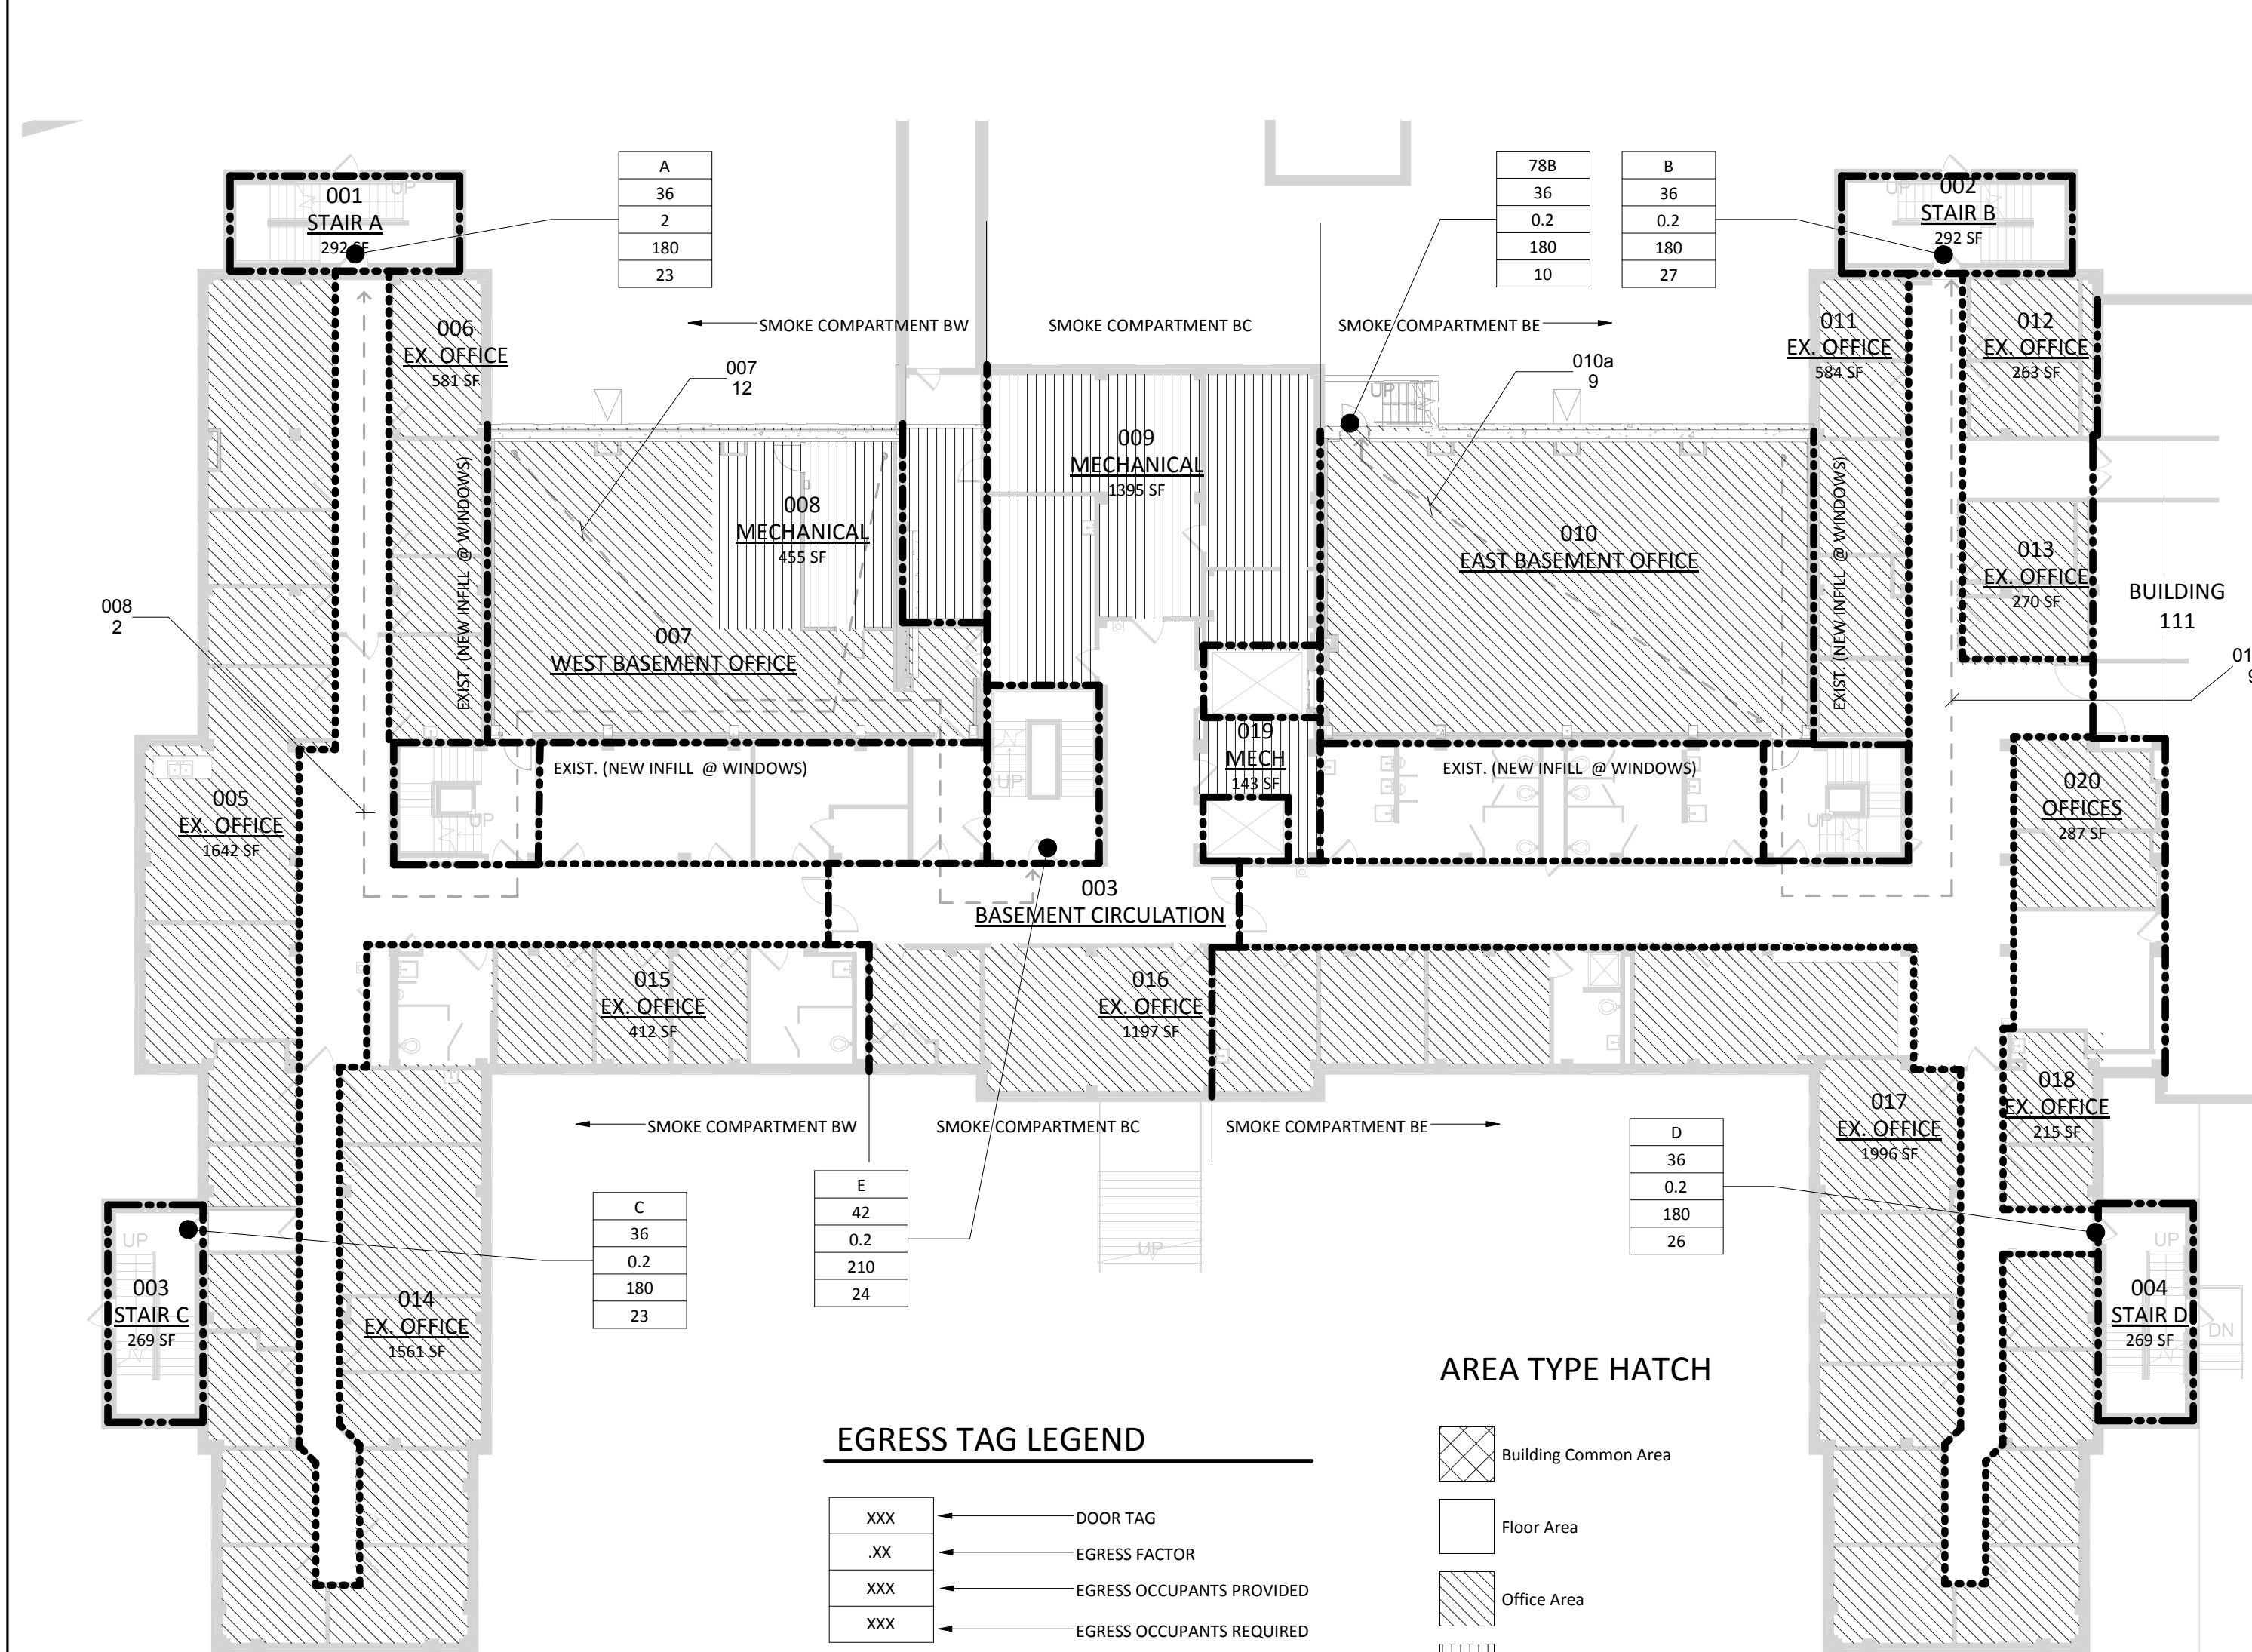 A
36
2
180
23
78B
36
0.2
180
10
B
36
0.2
180
27
001
STAIR A
292 SF
UP
UP
002
STAIR B
292 SF
006
EX. OFFICE
581 SF
SMOKE COMPARTMENT BW
SMOKE COMPARTMENT BC
SMOKE COMPARTMENT BE
011
EX. OFFICE
584 SF
012
EX. OFFICE
263 SF
007
12
010a
9
UP
009
MECHANICAL
1395 SF
008
MECHANICAL
455 SF
010
EAST BASEMENT OFFICE
EXIST. (NEW INFILL @ WINDOWS)
EXIST. (NEW INFILL @ WINDOWS)
013
EX. OFFICE
270 SF
BUILDING
111
008
2
007
WEST BASEMENT OFFICE
01
9
019
MECH
143 SF
EXIST. (NEW INFILL @ WINDOWS)
EXIST. (NEW INFILL @ WINDOWS)
UP
005
EX. OFFICE
1642 SF
UP
UP
020
OFFICES
287 SF
003
BASEMENT CIRCULATION
015
EX. OFFICE
412 SF
016
EX. OFFICE
1197 SF
018
EX. OFFICE
215 SF
017
EX. OFFICE
1996 SF
SMOKE COMPARTMENT BW
SMOKE COMPARTMENT BC
SMOKE COMPARTMENT BE
C
36
0.2
180
23
E
42
0.2
210
24
D
36
0.2
180
26
UP
UP
UP
003
STAIR C
269 SF
014
EX. OFFICE
1561 SF
004
STAIR D
269 SF
DN
EGRESS TAG LEGEND
XXX
DOOR TAG
.XX
EGRESS FACTOR
XXX
EGRESS OCCUPANTS PROVIDED
XXX
EGRESS OCCUPANTS REQUIRED
AREA TYPE HATCH
Building Common Area
Floor Area
Office Area